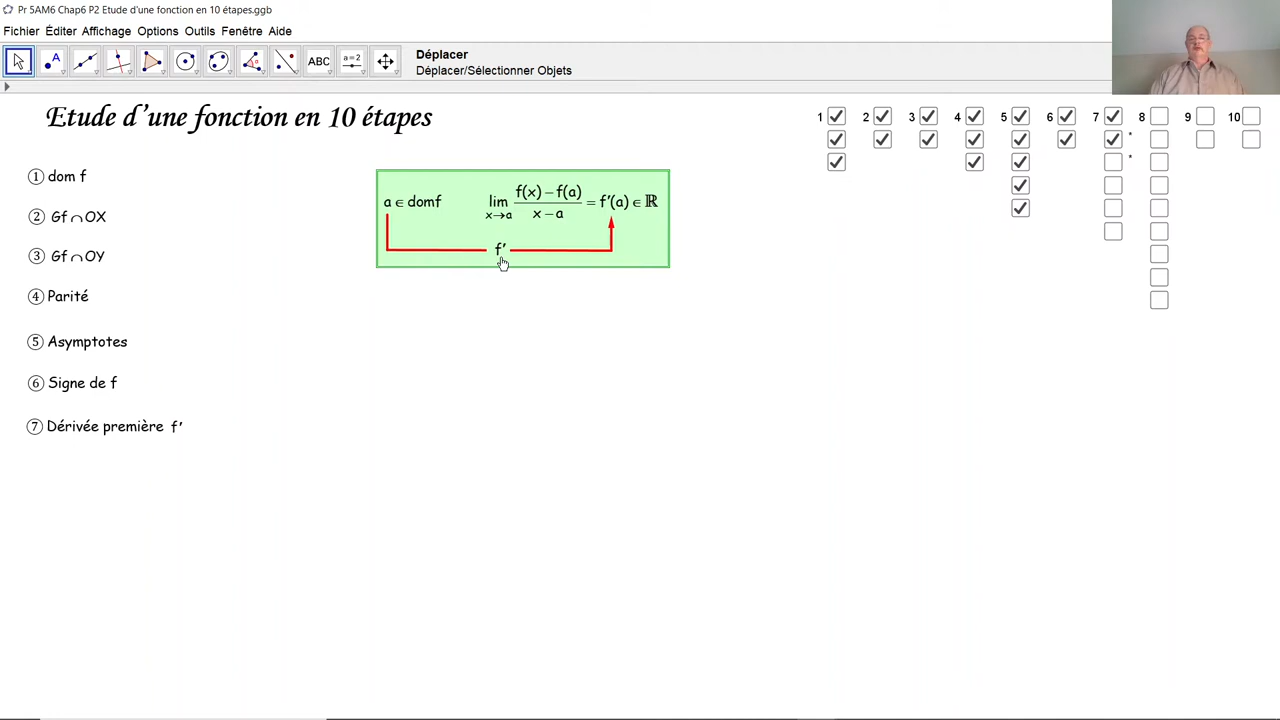 Pr 5AM6 Chap6 P2 Etude d'une fonction en 10 étapes.ggb
Fichier Éditer Affichage Options Outils Fenêtre Aide
A ABC a=2
Déplacer
Déplacer/Sélectionner Objets
Etude d'une fonction en 10 étapes
1 2 3 4 5 6 7 8 9 10
* 
*
① dom f
② Gf ∩ OX
③ Gf ∩ OY
④ Parité
⑤ Asymptotes
⑥ Signe de f
⑦ Dérivée première f'
a ∈ domf lim x→a f(x) − f(a) / x − a = f'(a) ∈ ℝ
f'